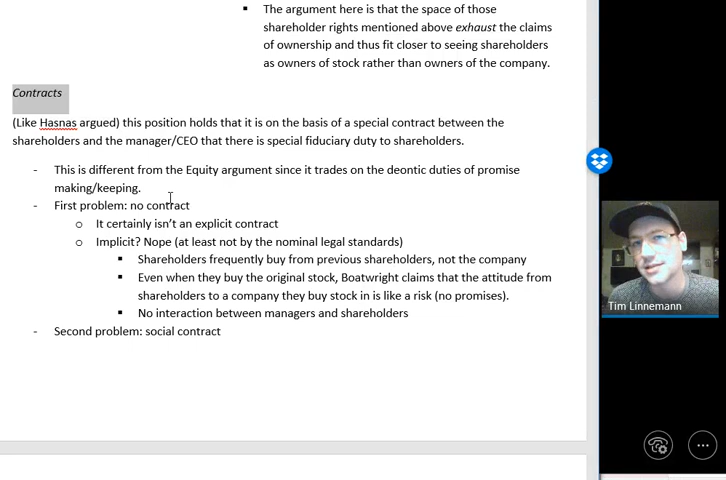 ▪ The argument here is that the space of those
shareholder rights mentioned above exhaust the claims
of ownership and thus fit closer to seeing shareholders
as owners of stock rather than owners of the company.
Contracts
(Like Hasnas argued) this position holds that it is on the basis of a special contract between the
shareholders and the manager/CEO that there is special fiduciary duty to shareholders.
- This is different from the Equity argument since it trades on the deontic duties of promise
making/keeping.
- First problem: no contract
o It certainly isn’t an explicit contract
o Implicit? Nope (at least not by the nominal legal standards)
▪ Shareholders frequently buy from previous shareholders, not the company
▪ Even when they buy the original stock, Boatwright claims that the attitude from
shareholders to a company they buy stock in is like a risk (no promises).
▪ No interaction between managers and shareholders
- Second problem: social contract
Tim Linnemann